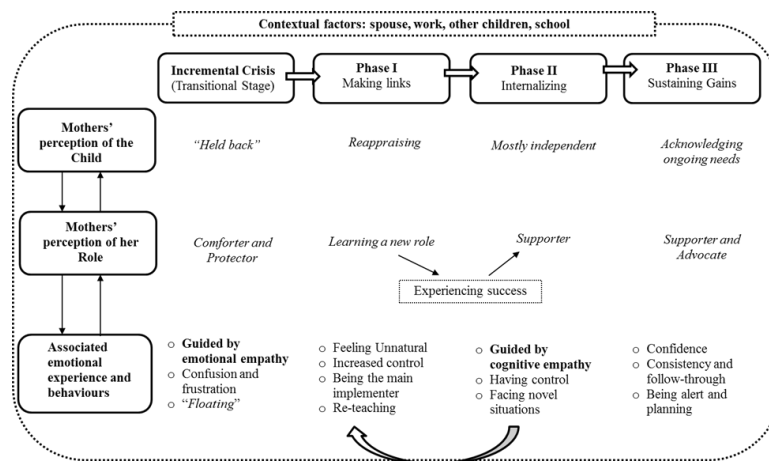 Contextual factors: spouse, work, other children, school
Incremental Crisis
(Transitional Stage)
Phase I
Making links
Phase II
Internalizing
Phase III
Sustaining Gains
Mothers'
perception of the
Child
"Held back"
Reappraising
Mostly independent
Acknowledging
ongoing needs
Mothers'
perception of her
Role
Comforter and
Protector
Learning a new role
Supporter
Supporter and
Advocate
Experiencing success
Associated
emotional
experience and
behaviours
o Guided by
emotional empathy
o Confusion and
frustration
o "Floating"
o Feeling Unnatural
o Increased control
o Being the main
implementer
o Re-teaching
o Guided by
cognitive empathy
o Having control
o Facing novel
situations
o Confidence
o Consistency and
follow-through
o Being alert and
planning